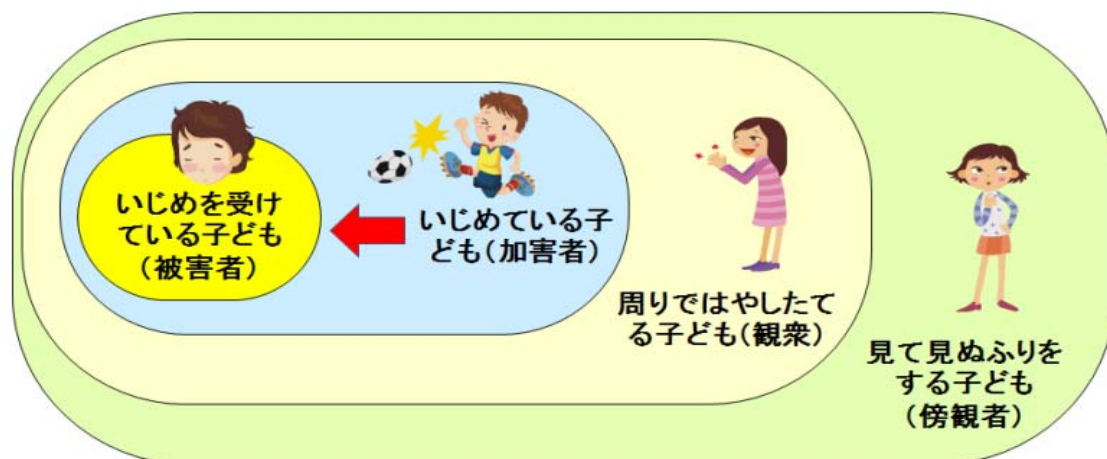 いじめを受け
ている子ども
（被害者）
いじめている子
ども（加害者）
周りではやしたて
る子ども（観衆）
見て見ぬふりを
する子ども
（傍観者）